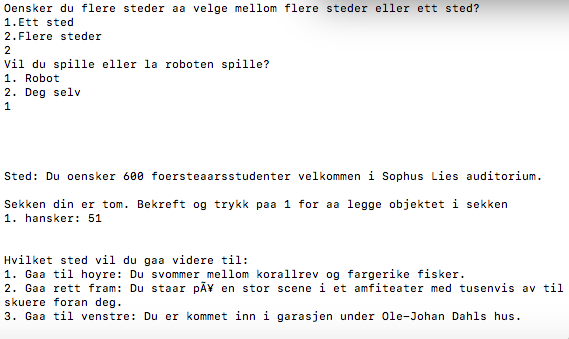 Oensker du flere steder aa velge mellom flere steder eller ett sted?
1.Ett sted
2.Flere steder
2
Vil du spille eller la roboten spille?
1. Robot
2. Deg selv
1
Sted: Du oensker 600 foersteaarsstudenter velkommen i Sophus Lies auditorium.
Sekken din er tom. Bekreft og trykk paa 1 for aa legge objektet i sekken
1. hansker: 51
Hvilket sted vil du gaa videre til:
1. Gaa til hoyre: Du svommer mellom korallrev og fargerike fisker.
2. Gaa rett fram: Du staar pÃ¥ en stor scene i et amfiteater med tusenvis av til
skuere foran deg.
3. Gaa til venstre: Du er kommet inn i garasjen under Ole-Johan Dahls hus.